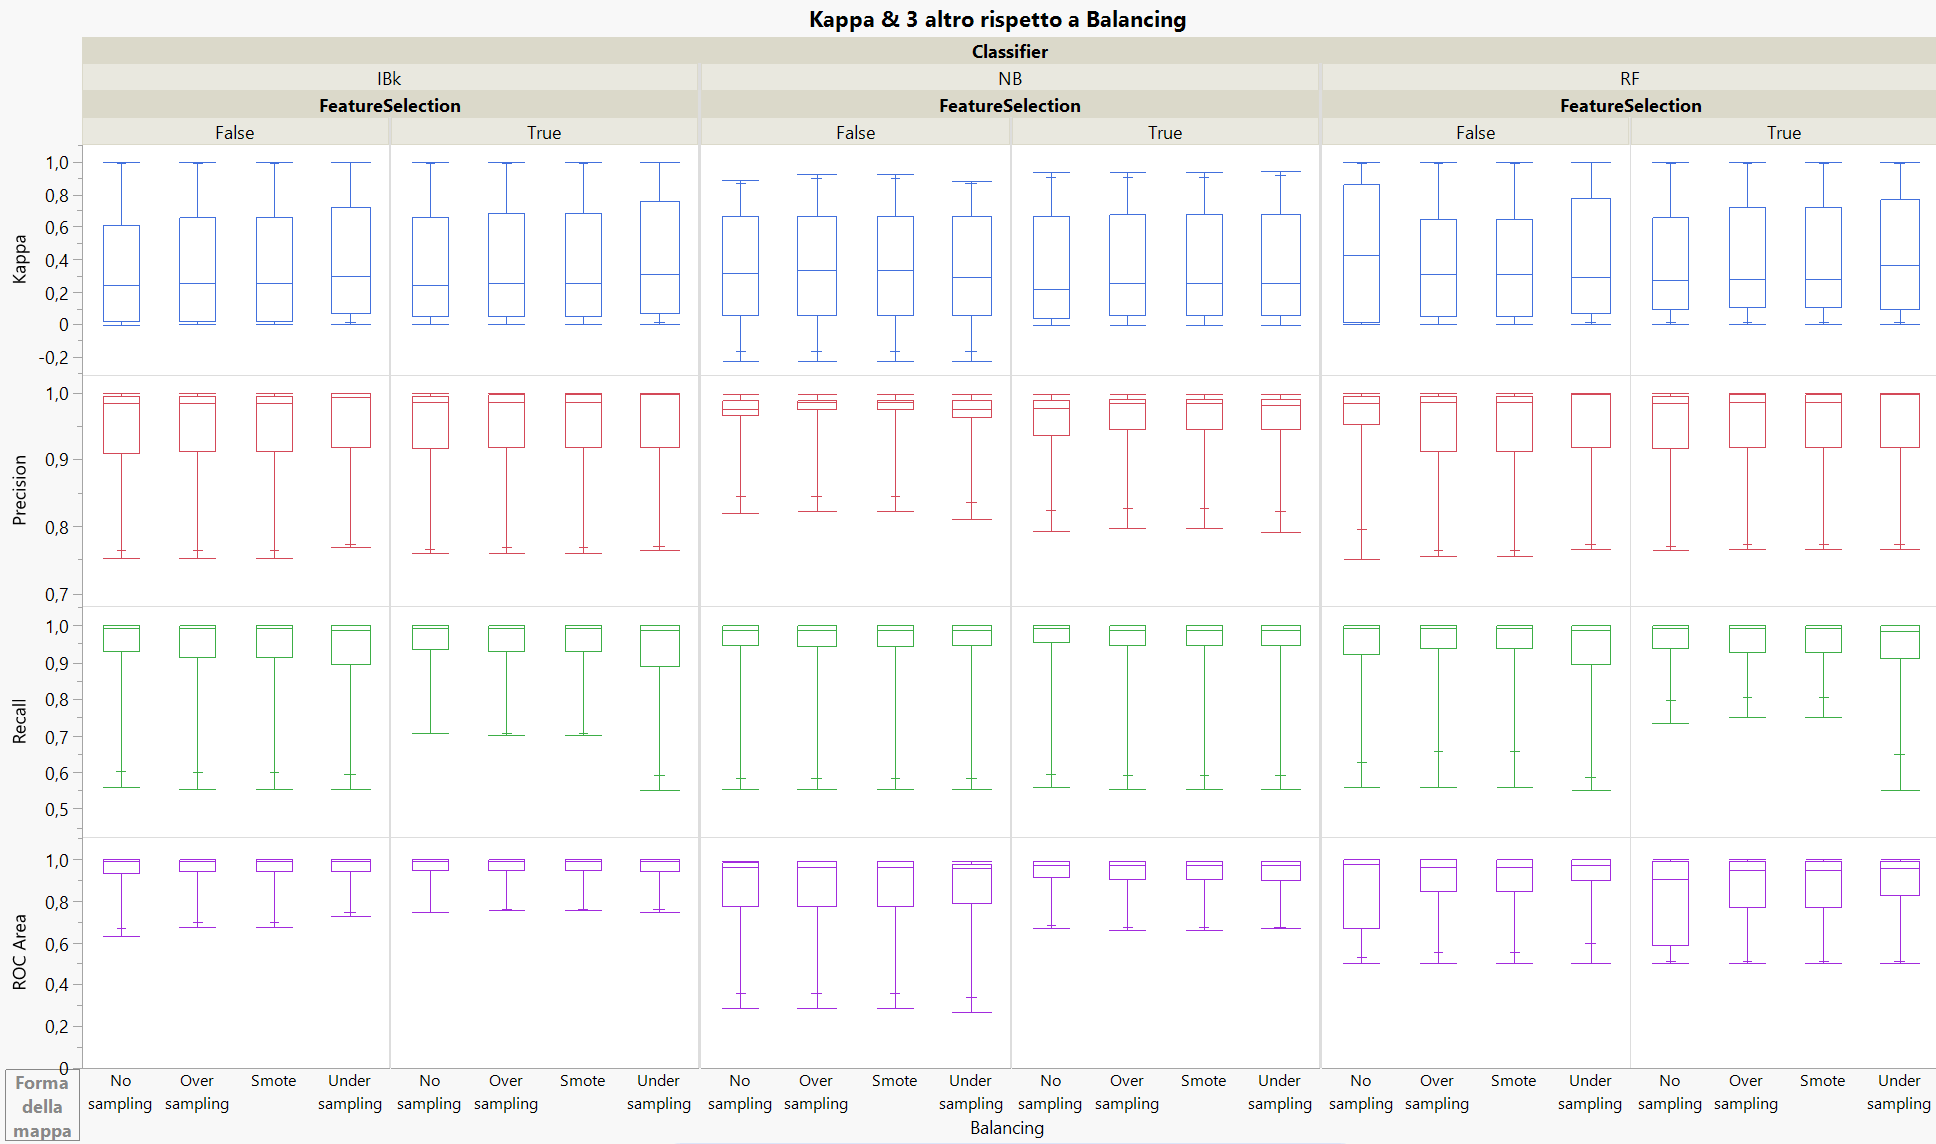 Kappa & 3 altro rispetto a Balancing
Classifier
IBk NB RF
FeatureSelection FeatureSelection FeatureSelection
False True False True False True
Kappa
1,0
0,8
0,6
0,4
0,2
0
-0,2
Precision
1,0
0,9
0,8
0,7
Recall
1,0
0,9
0,8
0,7
0,6
0,5
ROC Area
1,0
0,8
0,6
0,4
0,2
0
No sampling Over sampling Smote Under sampling No sampling Over sampling Smote Under sampling No sampling Over sampling Smote Under sampling No sampling Over sampling Smote Under sampling No sampling Over sampling Smote Under sampling No sampling Over sampling Smote Under sampling
Balancing
Forma
della
mappa